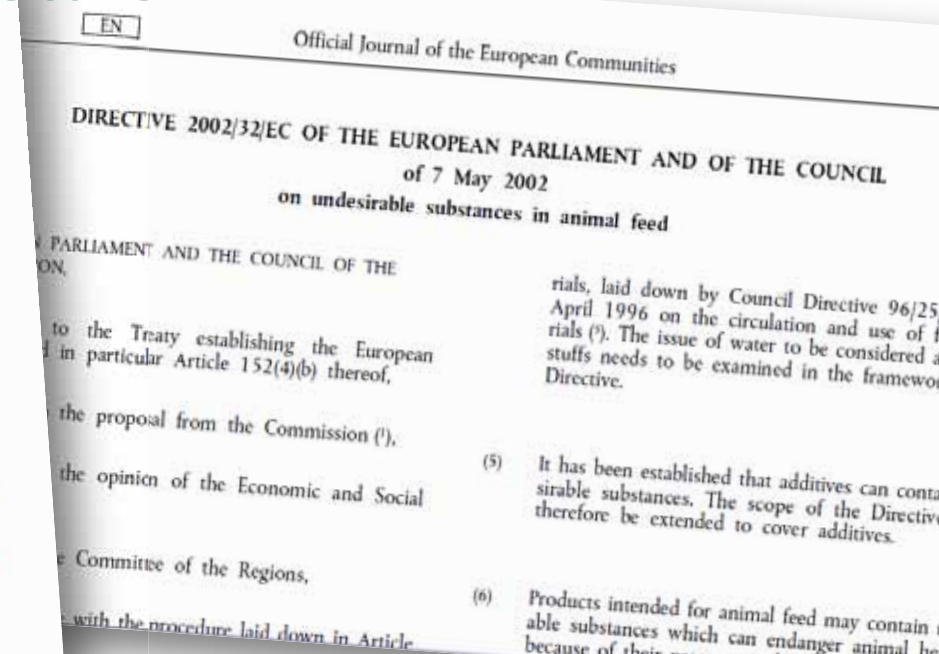 EN
Official Journal of the European Communities
DIRECTIVE 2002/32/EC OF THE EUROPEAN PARLIAMENT AND OF THE COUNCIL
of 7 May 2002
on undesirable substances in animal feed
PARLIAMENT AND THE COUNCIL OF THE
to the Treaty establishing the European
in particular Article 152(4)(b) thereof,
the proposal from the Commission (¹),
the opinion of the Economic and Social
Committee of the Regions,
with the procedure laid down in Article
rials, laid down by Council Directive 96/25
April 1996 on the circulation and use of
rials (⁵). The issue of water to be considered
stuffs needs to be examined in the
Directive.
(5) It has been established that additives can
sirable substances. The scope of the Directive
therefore be extended to cover additives.
(6) Products intended for animal feed may contain
able substances which can endanger animal
because of their